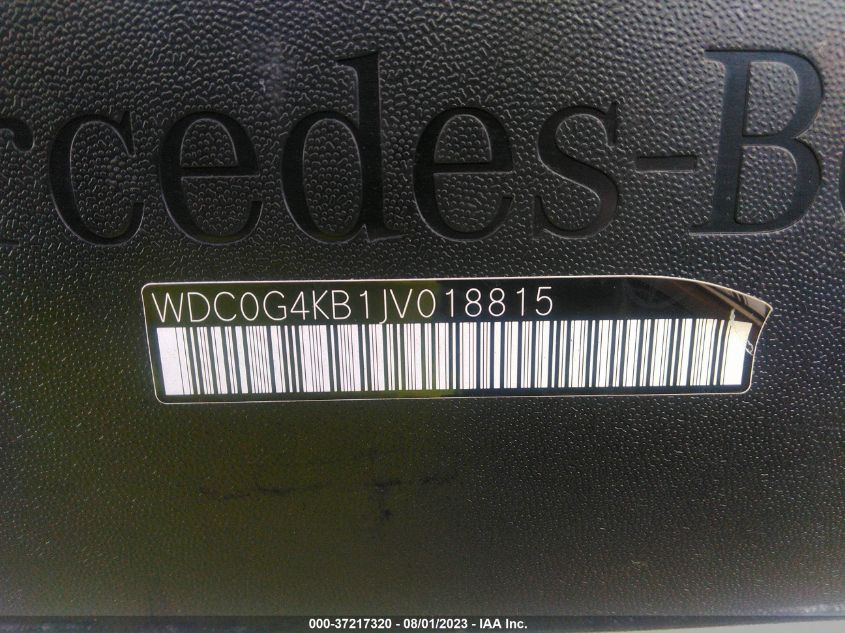 rcedes-Be
WDC0G4KB1JV018815
000-37217320 - 08/01/2023 - IAA Inc.